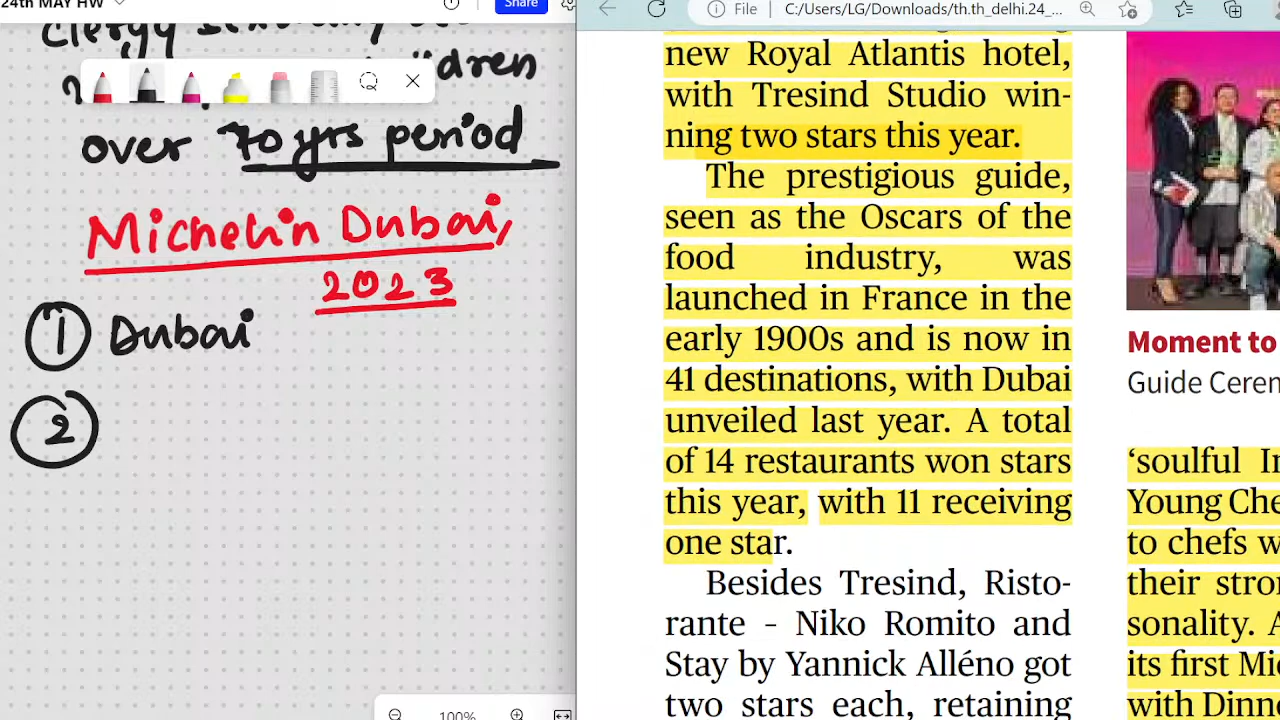 24th MAY HW
Share
clergy
dren
over 70 yrs period
Michelin Dubai,
2023
1 Dubai
2
100%
File C:/Users/LG/Downloads/th.th_delhi.24_...
new Royal Atlantis hotel,
with Tresind Studio win-
ning two stars this year.
The prestigious guide,
seen as the Oscars of the
food industry, was
launched in France in the
early 1900s and is now in
41 destinations, with Dubai
unveiled last year. A total
of 14 restaurants won stars
this year, with 11 receiving
one star.
Besides Tresind, Risto-
rante – Niko Romito and
Stay by Yannick Alléno got
two stars each, retaining
Moment to
Guide Ceren
‘soulful In
Young Che
to chefs w
their stron
sonality. A
its first Mic
with Dinne